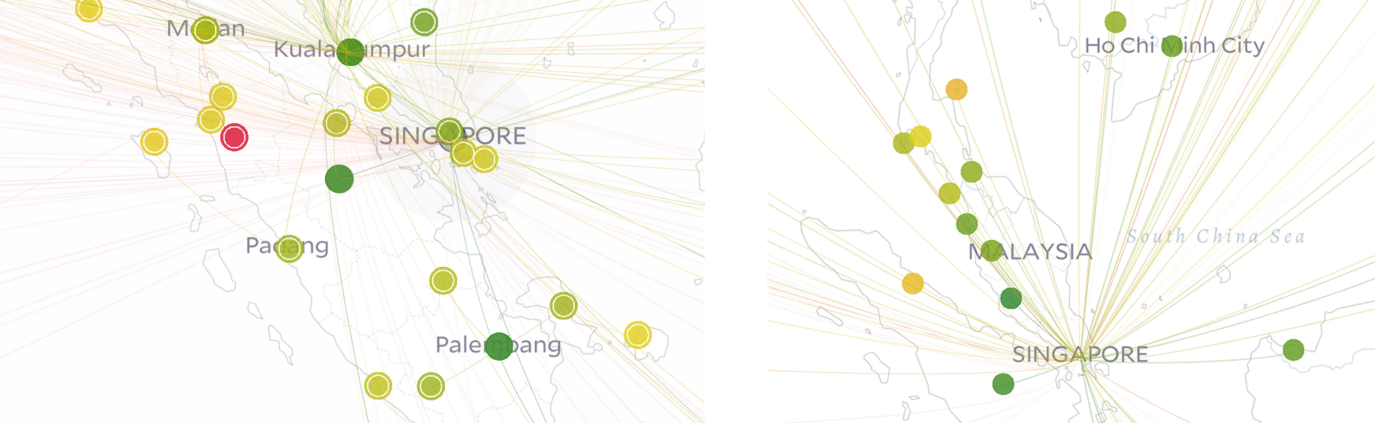 Medan
Kuala Lumpur
SINGAPORE
Padang
Palembang
Ho Chi Minh City
South China Sea
MALAYSIA
SINGAPORE